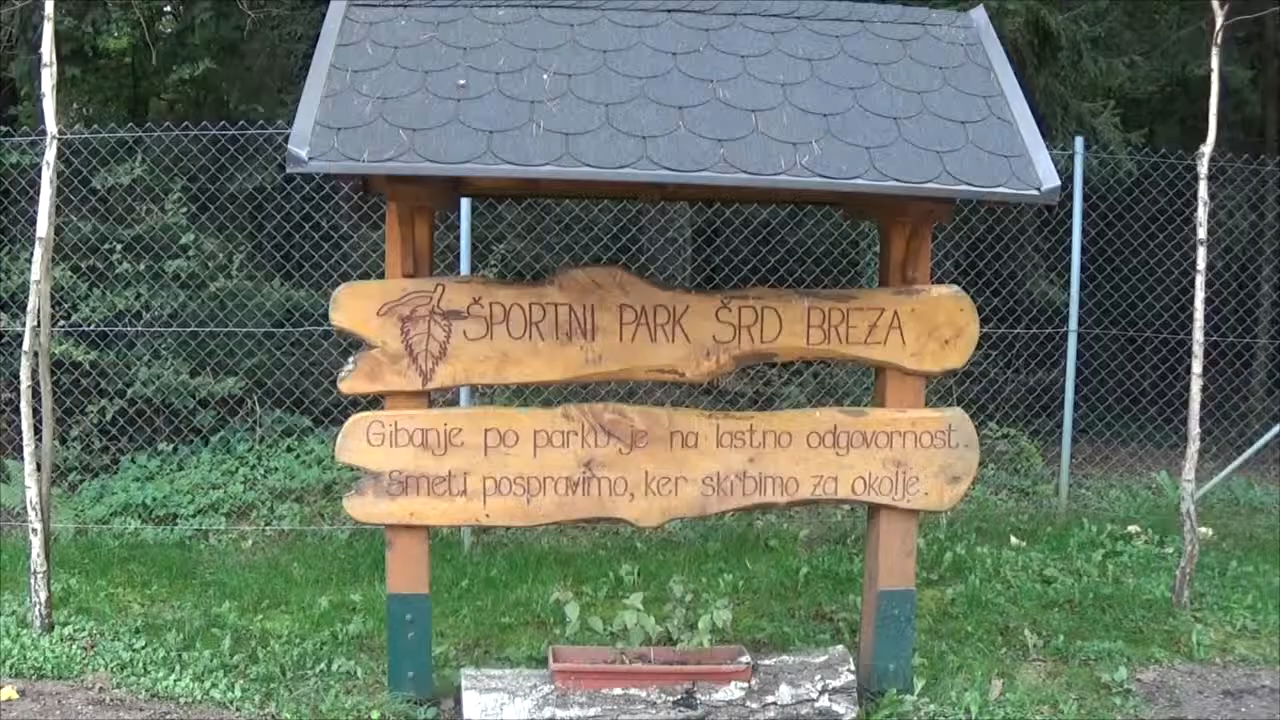 ŠPORTNI PARK ŠRD BREZA
Gibanje po parku je na lastno odgovornost.
Smeti pospravimo, ker skrbimo za okolje.